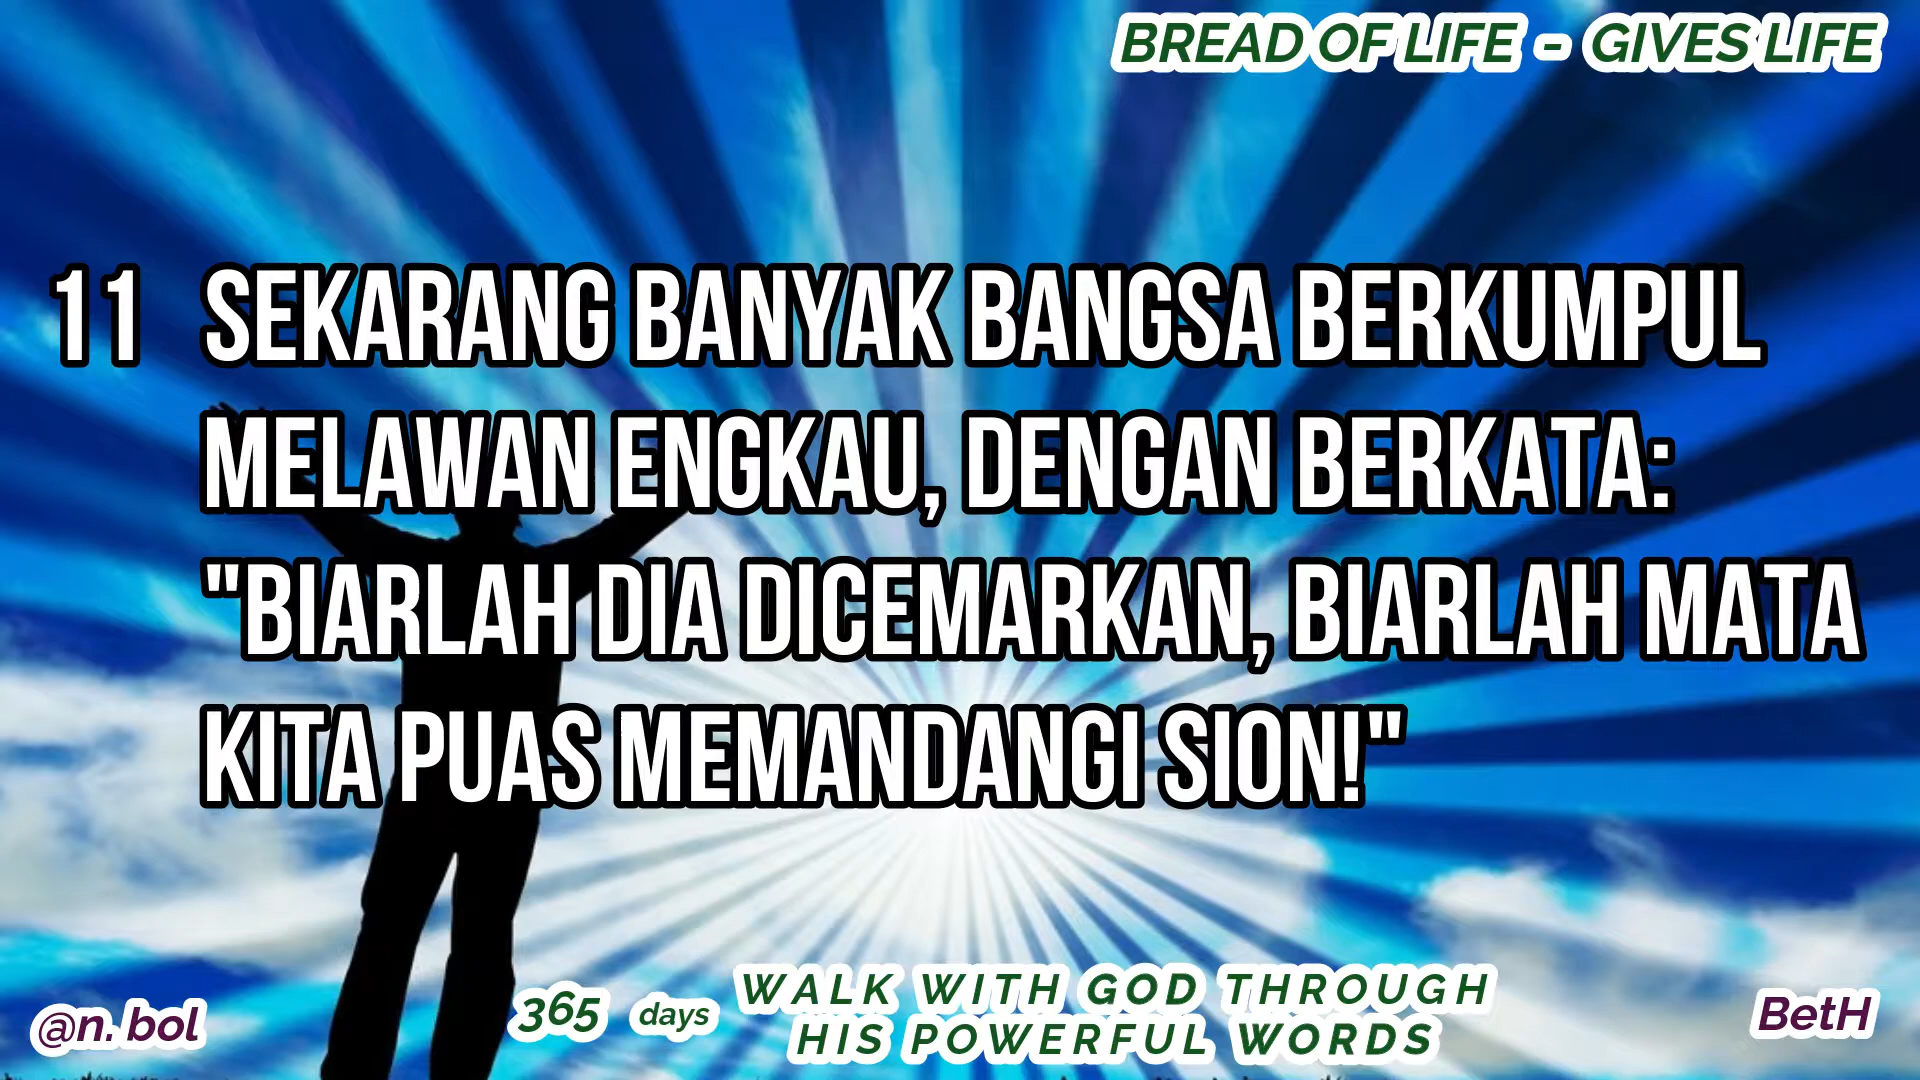 BREAD OF LIFE - GIVES LIFE
11 SEKARANG BANYAK BANGSA BERKUMPUL
MELAWAN ENGKAU, DENGAN BERKATA:
"BIARLAH DIA DICEMARKAN, BIARLAH MATA
KITA PUAS MEMANDANGI SION!"
@n. bol
365 days
WALK WITH GOD THROUGH
HIS POWERFUL WORDS
BetH